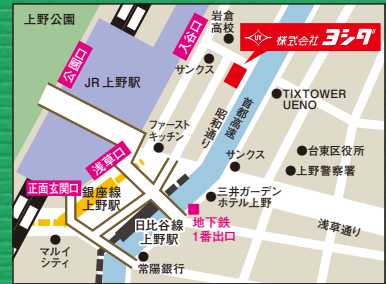 上野公園
岩倉
高校
UY 株式会社 ヨシダ
入谷口
公園口
サンクス
JR上野駅
TIXTOWER
UENO
ファースト
キッチン
首都高速
昭和通り
浅草口
サンクス
台東区役所
上野警察署
正面玄関口
銀座線
上野駅
三井ガーデン
ホテル上野
日比谷線
上野駅
地下鉄
1番出口
浅草通り
マルイ
シティ
常陽銀行